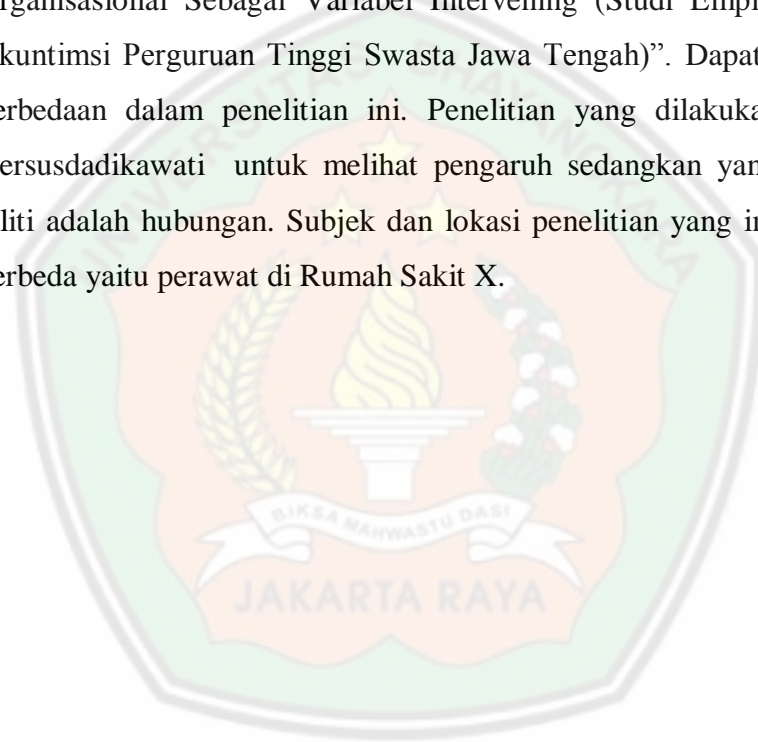 rganisasional Sebagai Variabel Intervening (Studi Empi
kuntimsi Perguruan Tinggi Swasta Jawa Tengah)”. Dapat
erbedaan dalam penelitian ini. Penelitian yang dilakuka
ersusdadikawati untuk melihat pengaruh sedangkan yan
liti adalah hubungan. Subjek dan lokasi penelitian yang in
erbeda yaitu perawat di Rumah Sakit X.
UNIVERSITAS BHAYANGKARA
BIKSA MAHWASTU DASI
JAKARTA RAYA